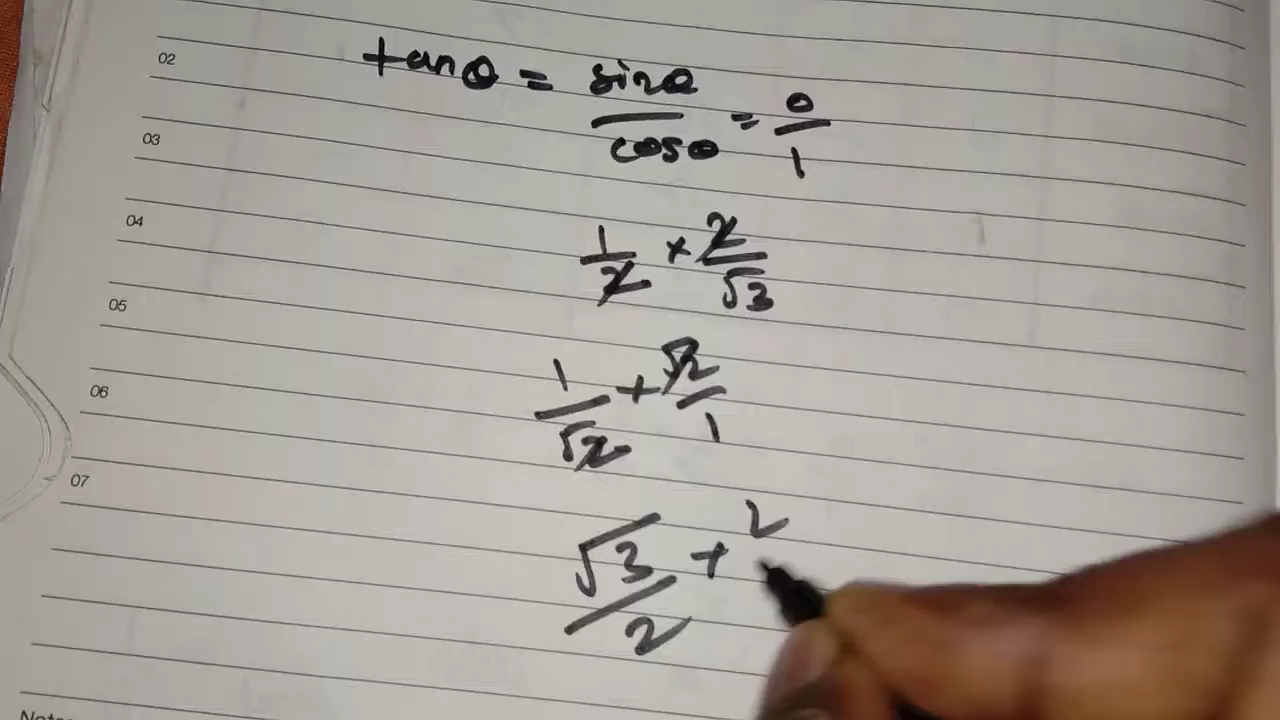 02
tanθ = sinθ/cosθ = 0/1
03
04
1/2 × 2/√3
05
1/√2 + √2/1
06
07
√3/2 + 2